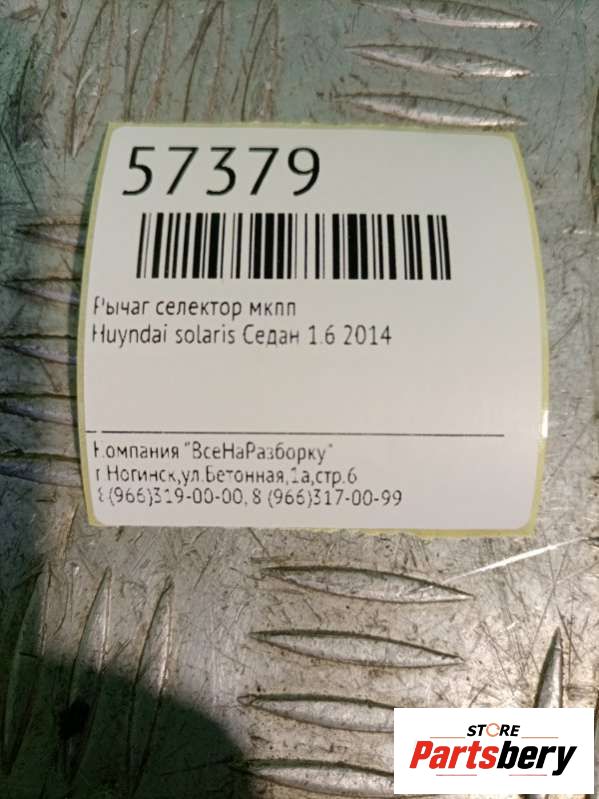 57379
Рычаг селектор мкпп
Huyndai solaris Седан 1.6 2014
Компания "ВсеНаРазборку"
г.Ногинск,ул.Бетонная,1а,стр.6
8 (966)319-00-00, 8 (966)317-00-99
STORE
Partsbery